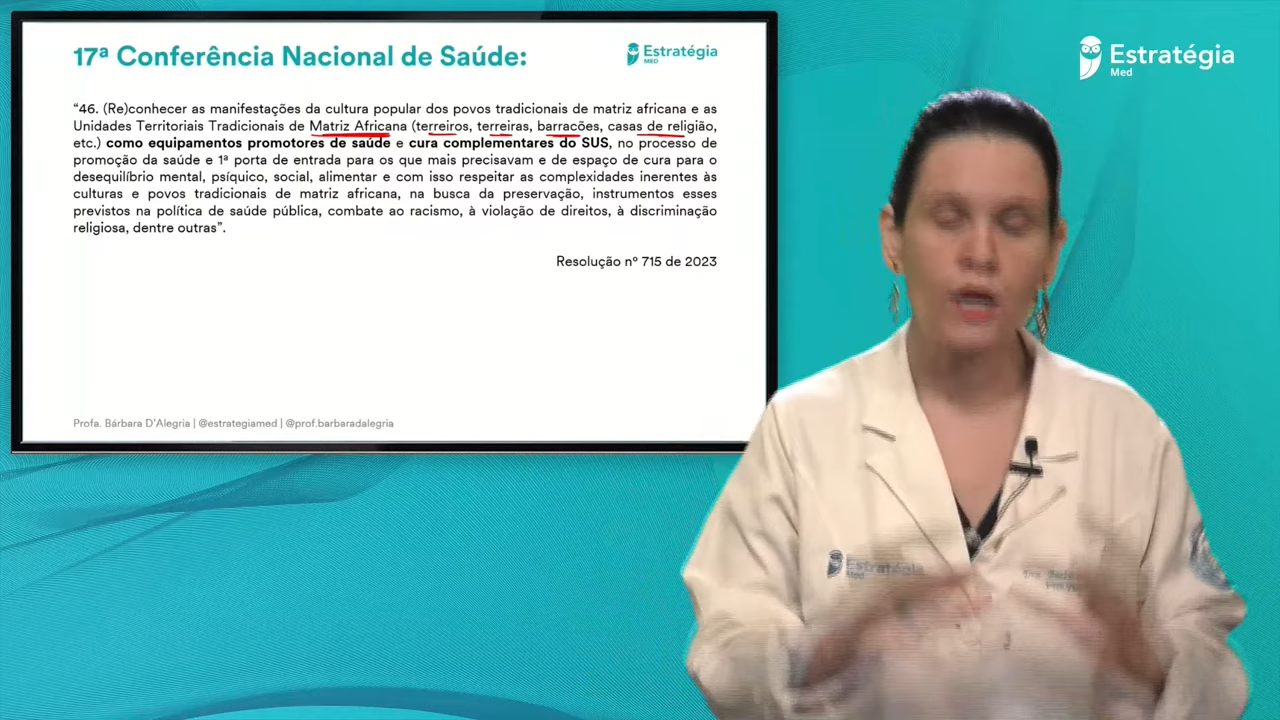 17ª Conferência Nacional de Saúde:
Estratégia
MED
Estratégia
Med
“46. (Re)conhecer as manifestações da cultura popular dos povos tradicionais de matriz africana e as
Unidades Territoriais Tradicionais de Matriz Africana (terreiros, terreiras, barracões, casas de religião,
etc.) como equipamentos promotores de saúde e cura complementares do SUS, no processo de
promoção da saúde e 1ª porta de entrada para os que mais precisavam e de espaço de cura para o
desequilíbrio mental, psíquico, social, alimentar e com isso respeitar as complexidades inerentes às
culturas e povos tradicionais de matriz africana, na busca da preservação, instrumentos esses
previstos na política de saúde pública, combate ao racismo, à violação de direitos, à discriminação
religiosa, dentre outras”.
Resolução nº 715 de 2023
Profa. Bárbara D’Alegria | @estrategiamed | @prof.barbaradalegria
Estratégia
Med